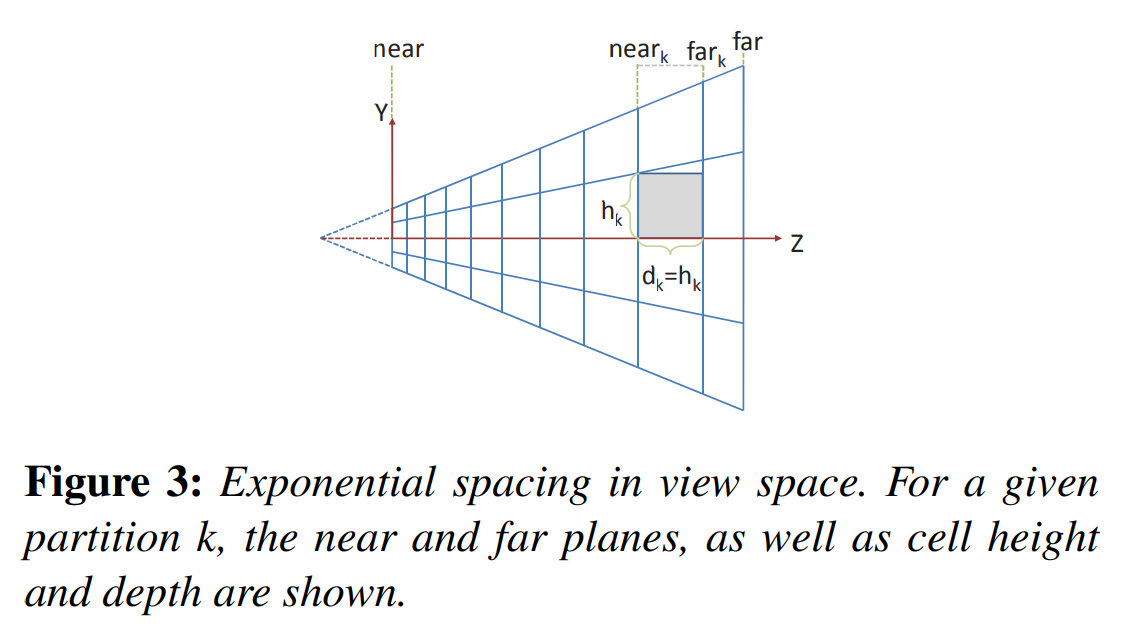 near
near_k far_k far
Y
h_k
Z
d_k=h_k
Figure 3: Exponential spacing in view space. For a given
partition k, the near and far planes, as well as cell height
and depth are shown.